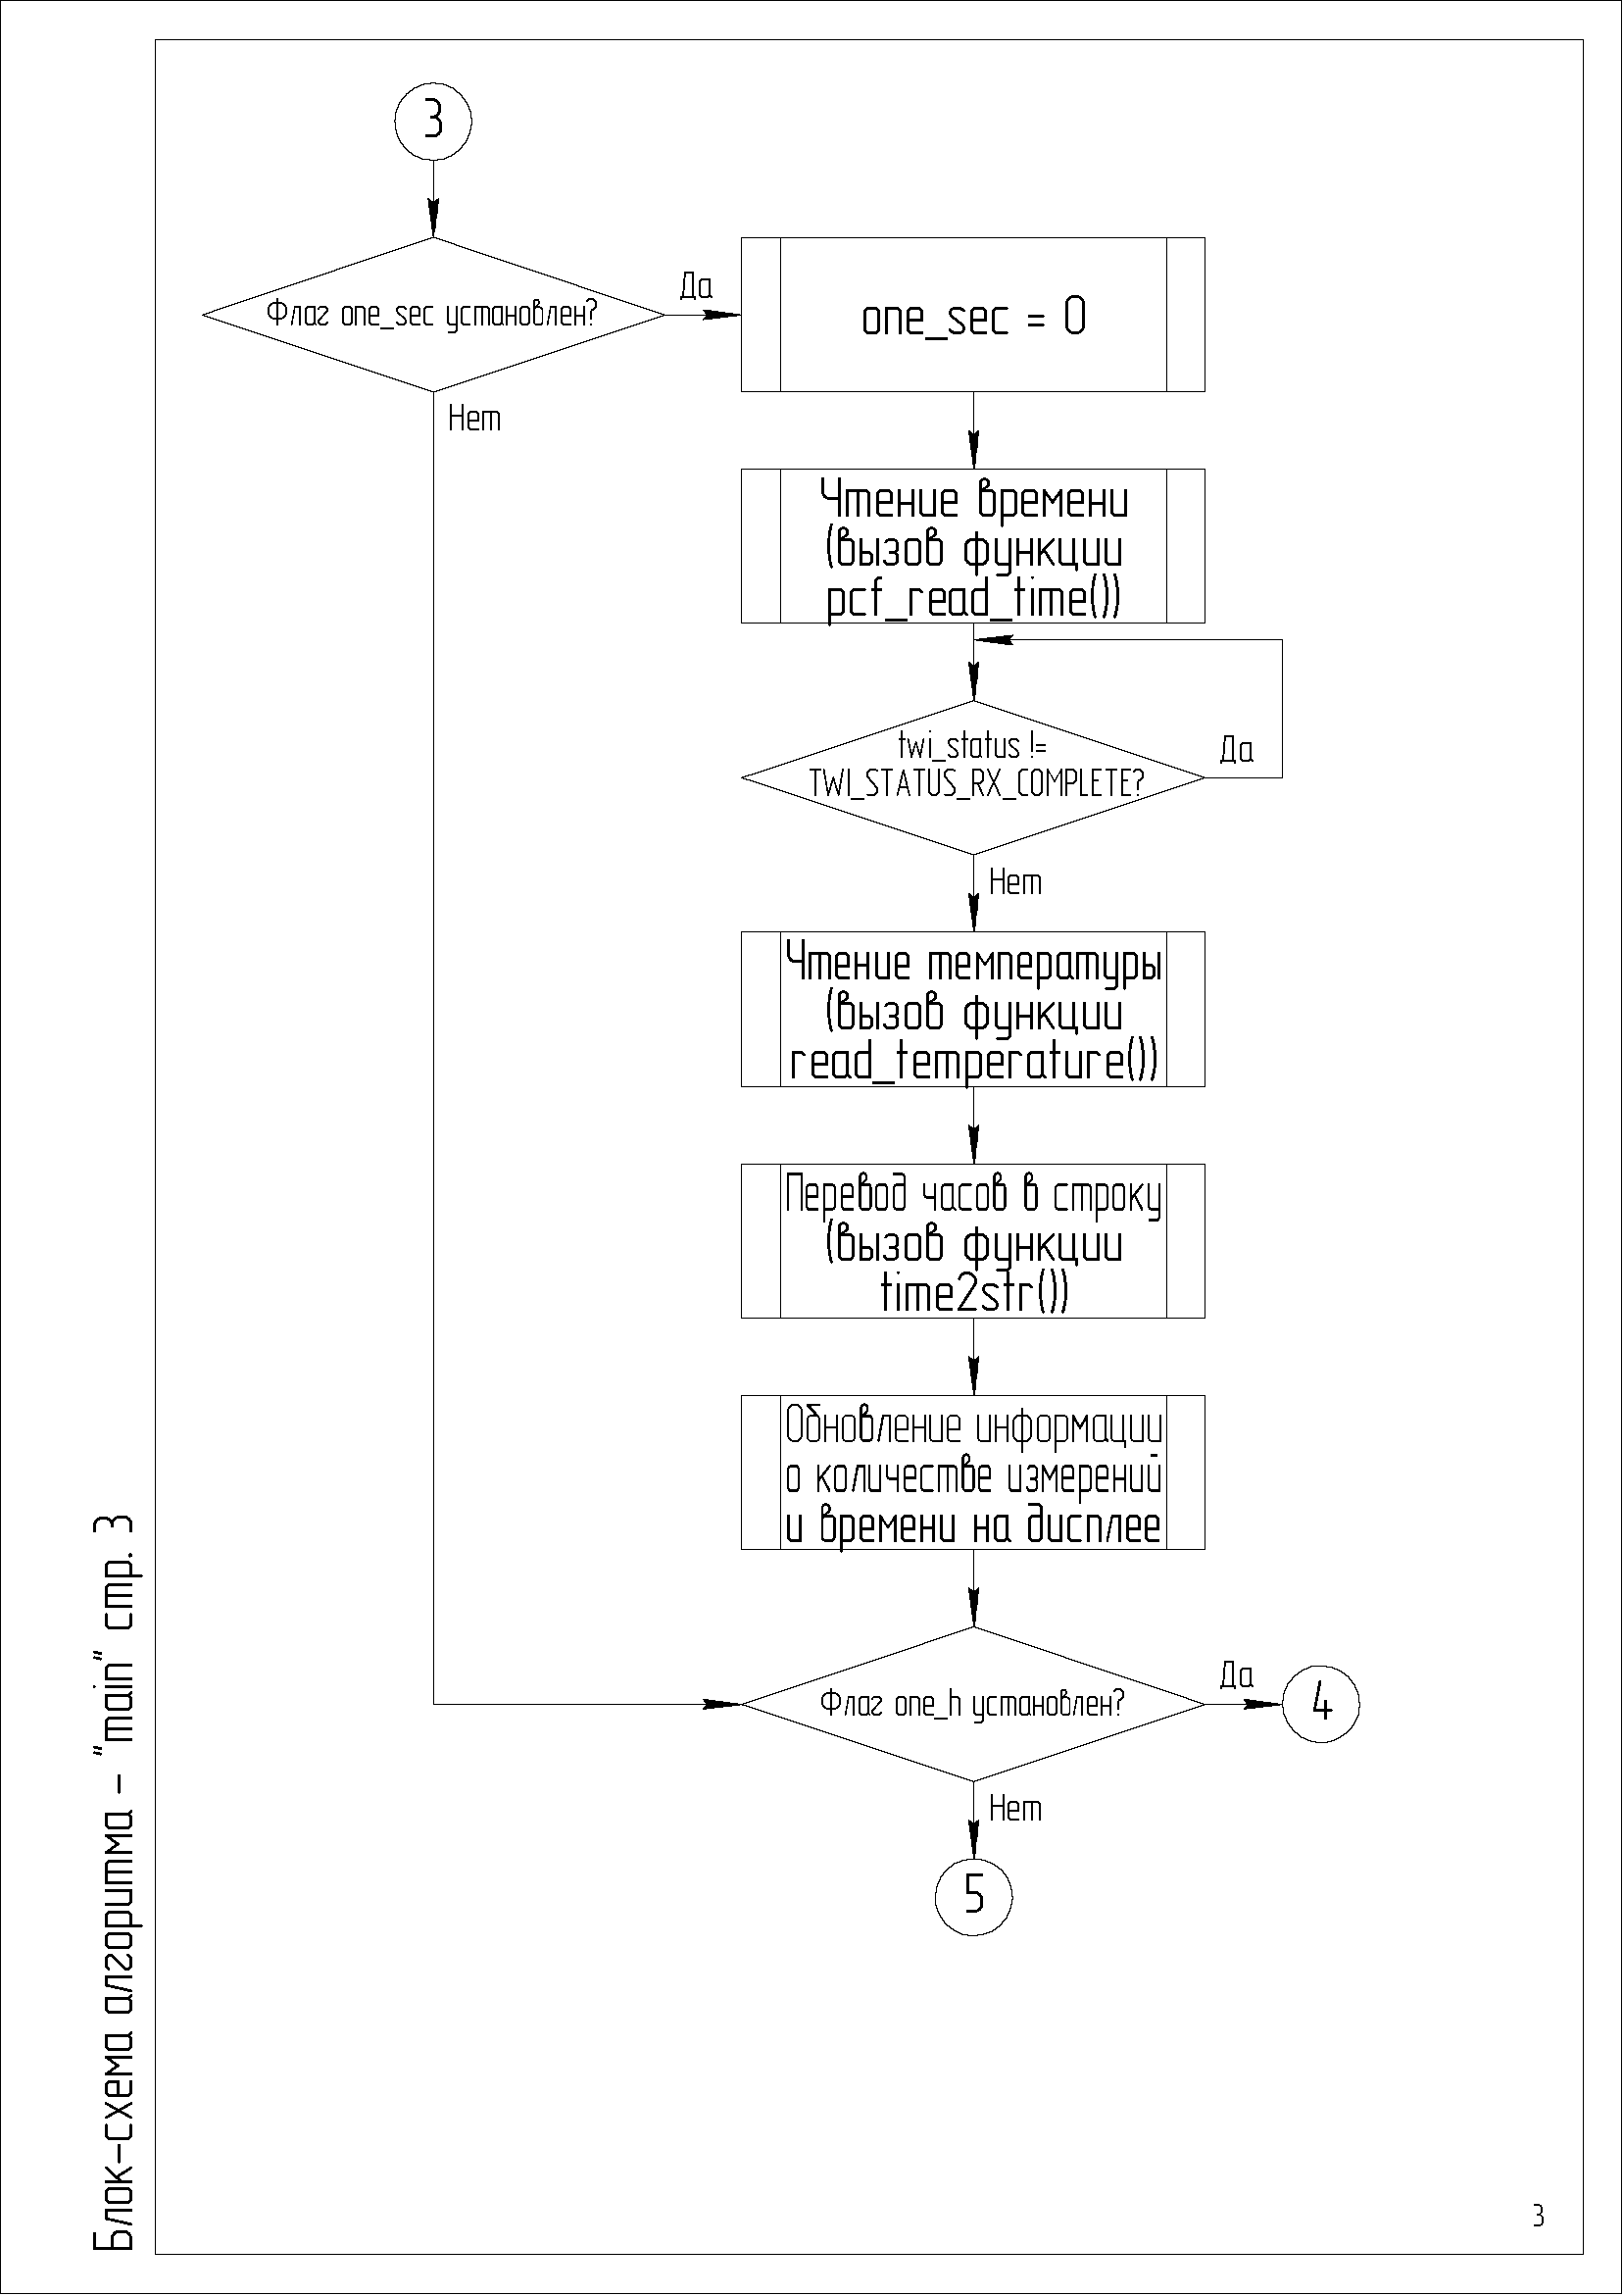 3
Флаг one_sec установлен?
Да
one_sec = 0
Нет
Чтение времени
(вызов функции
pcf_read_time())
twi_status !=
TWI_STATUS_RX_COMPLETE?
Да
Нет
Чтение температуры
(вызов функции
read_temperature())
Перевод часов в строку
(вызов функции
time2str())
Обновление информации
о количестве измерений
и времени на дисплее
Флаг one_h установлен?
Да
4
Нет
5
Блок-схема алгоритма - "main" стр. 3
3